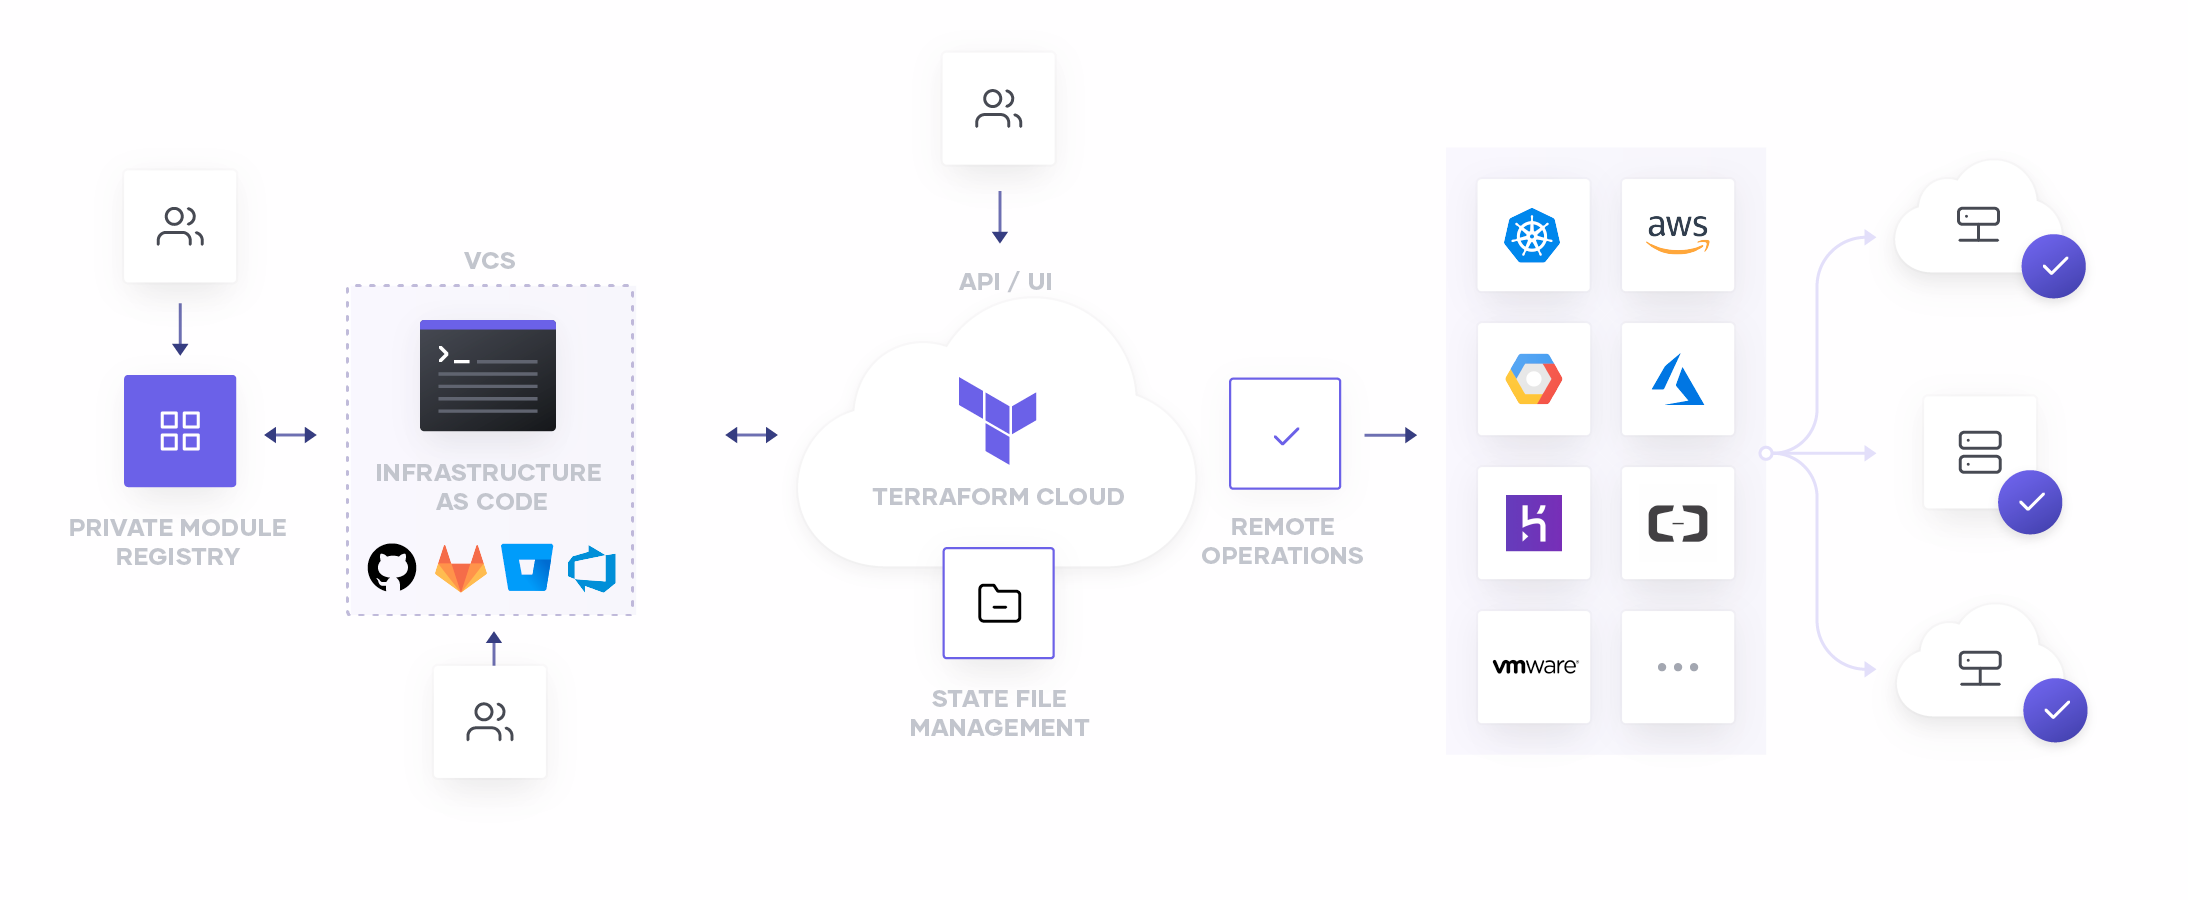 VCS
INFRASTRUCTURE
AS CODE
PRIVATE MODULE
REGISTRY
API / UI
TERRAFORM CLOUD
STATE FILE
MANAGEMENT
REMOTE
OPERATIONS
aws
vmware®